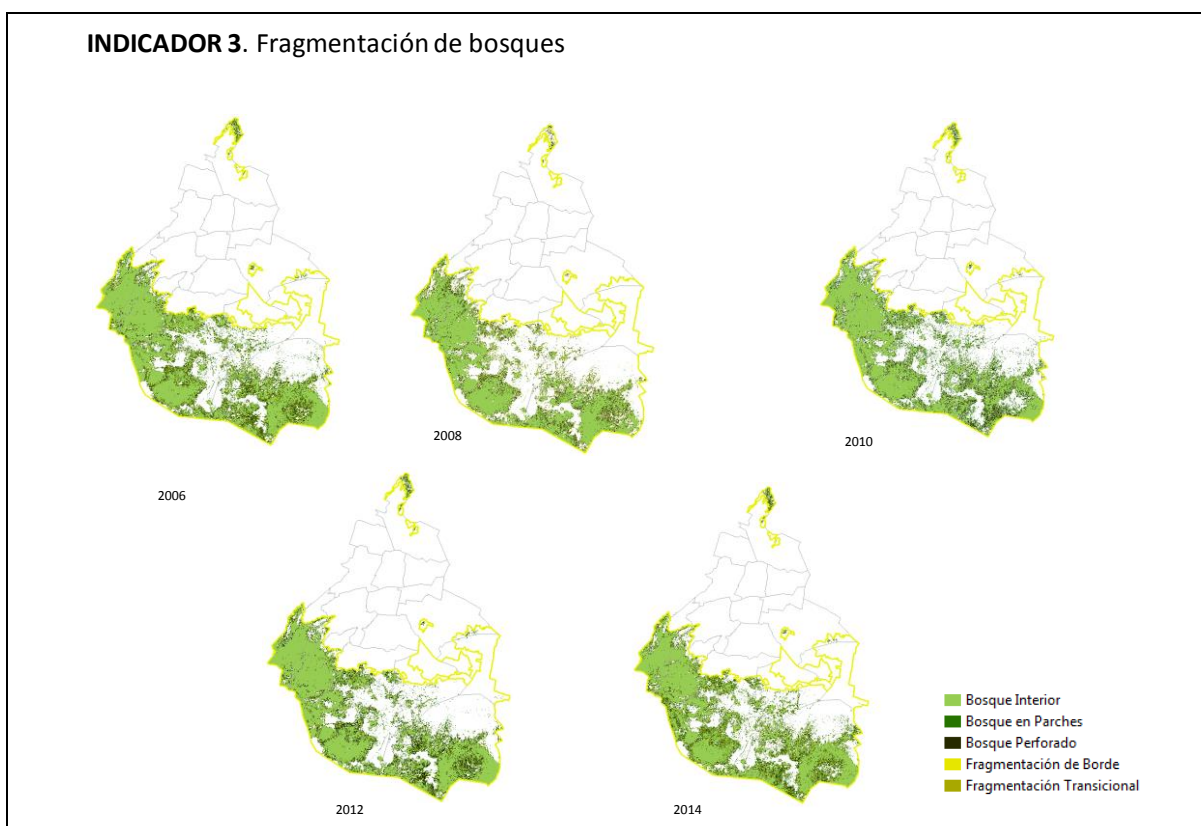 INDICADOR 3. Fragmentación de bosques
2006
2008
2010
2012
2014
Bosque Interior
Bosque en Parches
Bosque Perforado
Fragmentación de Borde
Fragmentación Transicional